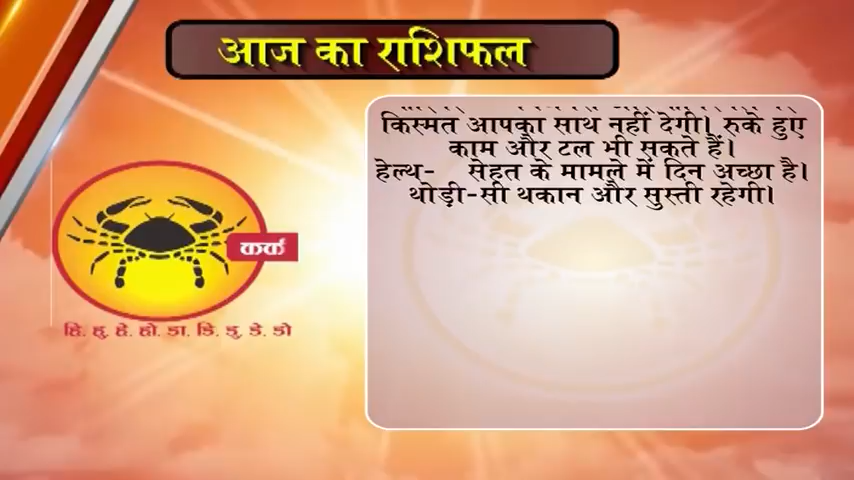 आज का राशिफल
किस्मत आपका साथ नहीं देगी। रुके हुए
काम और टल भी सकते हैं।
हेल्थ- सेहत के मामले में दिन अच्छा है।
थोड़ी-सी थकान और सुस्ती रहेगी।
कर्क
हि. हु. हे. हो. डा. डि. डु. डे. डो